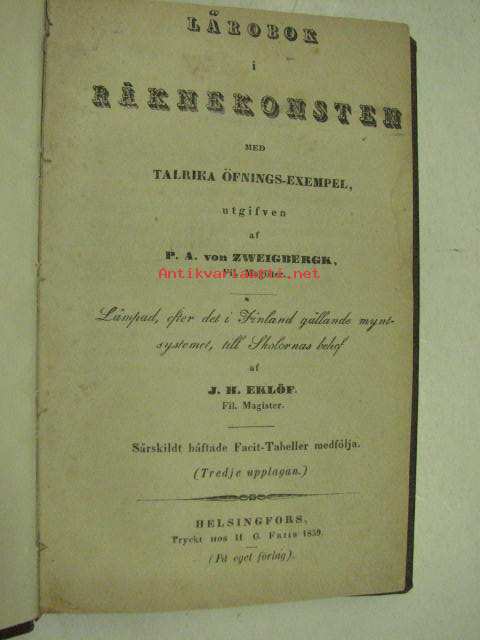 LÄROBOK
i
RÄKNEKONSTEN
MED
TALRIKA ÖFNINGS-EXEMPEL,
utgifven
af
P. A. von ZWEIGBERGK,
Fil. Magister.
Antikvariaatti.net
Lämpad, efter det i Finland gällande mynt-
systemet, till Skolornas behof
af
J. H. EKLÖF.
Fil. Magister.
Särskildt häftade Facit-Tabeller medfölja.
(Tredje upplagan.)
HELSINGFORS,
Tryckt hos H. C. Friis 1859.
(På eget förlag).